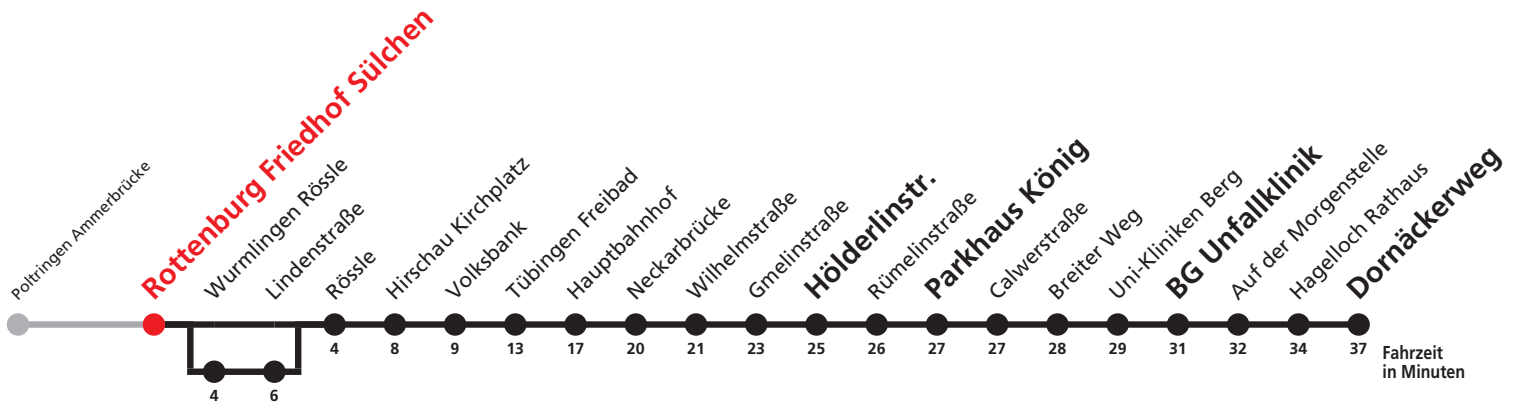 Poltringen Ammerbrücke
Rottenburg Friedhof Sülchen
Wurmlingen Rössle
Lindenstraße
Rössle
Hirschau Kirchplatz
Volksbank
Tübingen Freibad
Hauptbahnhof
Neckarbrücke
Wilhelmstraße
Gmelinstraße
Hölderlinstr.
Rümelinstraße
Parkhaus König
Calwerstraße
Breiter Weg
Uni-Kliniken Berg
BG Unfallklinik
Auf der Morgenstelle
Hagelloch Rathaus
Dornäckerweg
4 8 9 13 17 20 21 23 25 26 27 27 28 29 31 32 34 37
Fahrzeit
in Minuten
4 6